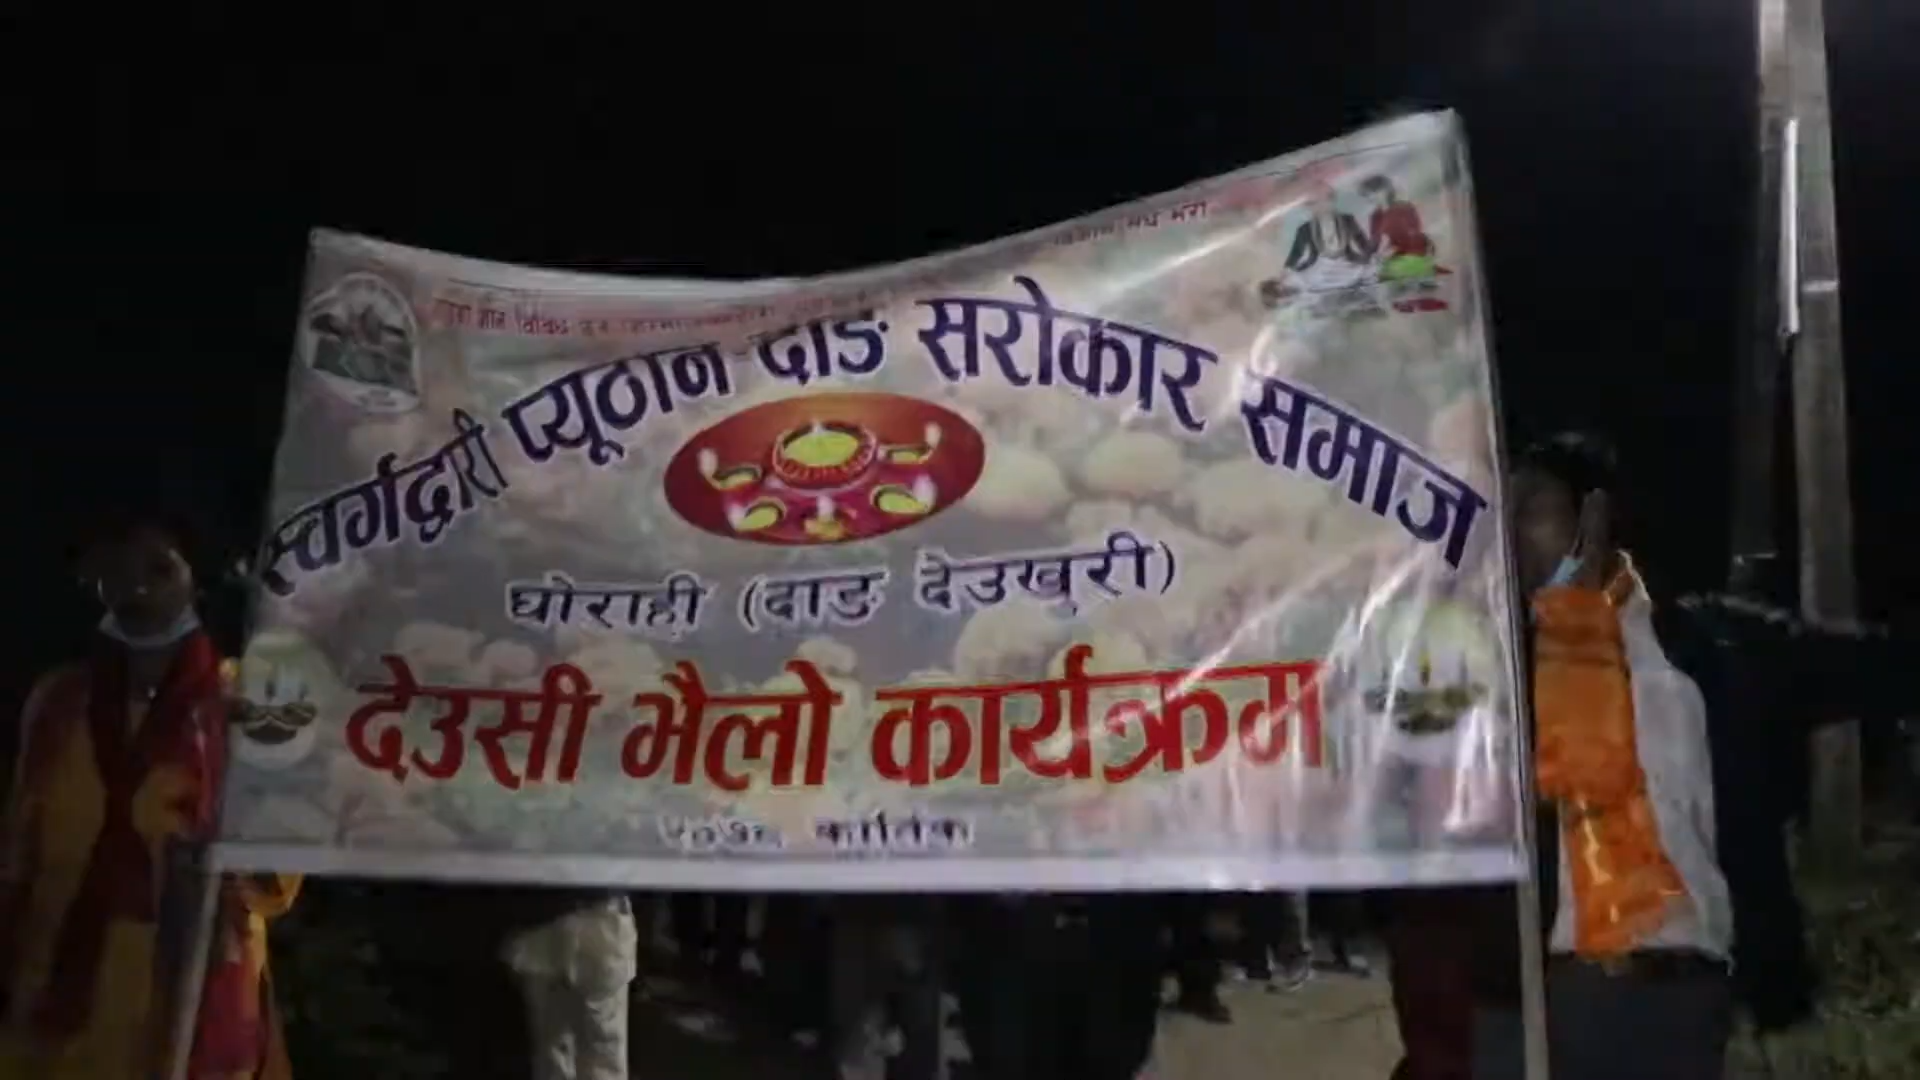 स्वर्गद्वारी प्यूठान दाङ सरोकार समाज
घोराही (दाङ देउखुरी)
देउसी भैलो कार्यक्रम
कार्तिक